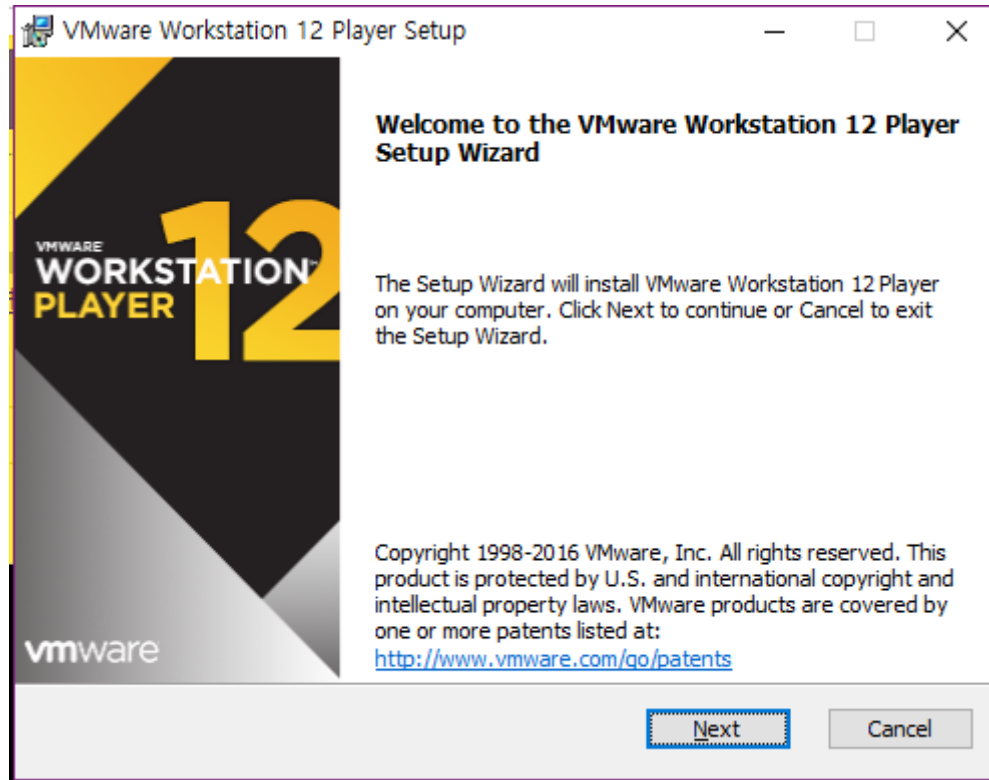 VMware Workstation 12 Player Setup
VMWARE
WORKSTATION™
PLAYER
12
Welcome to the VMware Workstation 12 Player
Setup Wizard
The Setup Wizard will install VMware Workstation 12 Player
on your computer. Click Next to continue or Cancel to exit
the Setup Wizard.
Copyright 1998-2016 VMware, Inc. All rights reserved. This
product is protected by U.S. and international copyright and
intellectual property laws. VMware products are covered by
one or more patents listed at:
http://www.vmware.com/go/patents
vmware
Next
Cancel